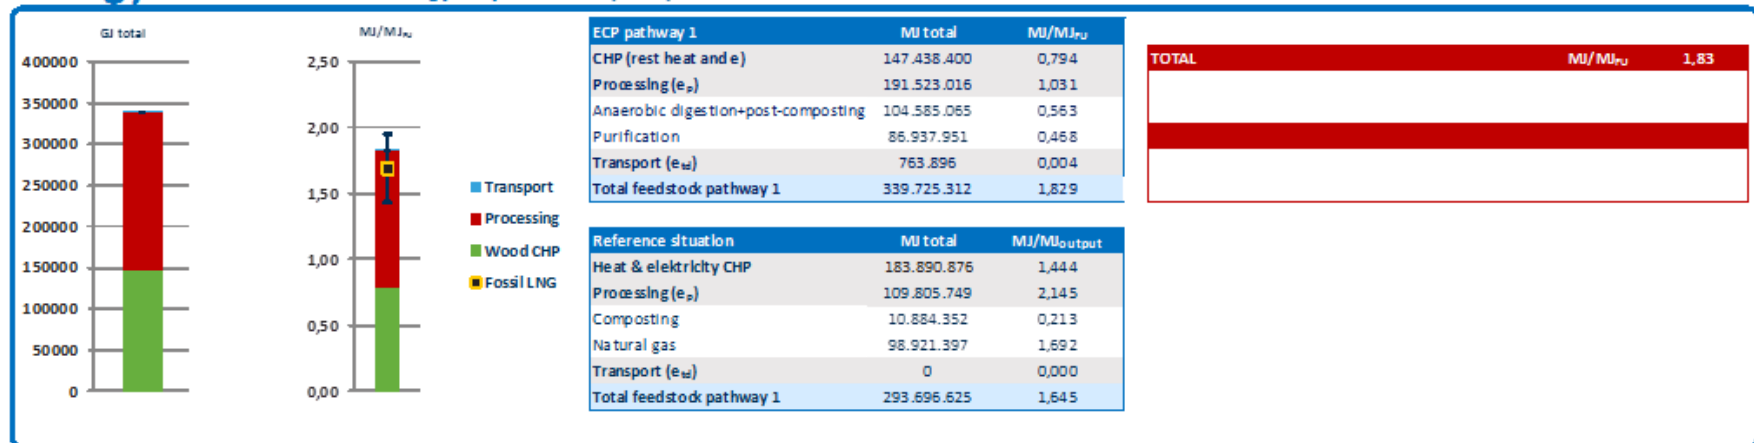 GJ total
400000
350000
300000
250000
200000
150000
100000
50000
0
MJ/MJFU
2,50
2,00
1,50
1,00
0,50
0,00
Transport
Processing
Wood CHP
Fossil LNG
ECP pathway 1 MJ total MJ/MJFU
CHP (rest heat and e) 147.438.400 0,794
Processing (ep) 191.523.016 1,031
Anaerobic digestion+post-composting 104.585.065 0,563
Purification 86.937.951 0,468
Transport (etd) 763.896 0,004
Total feedstock pathway 1 339.725.312 1,829
Reference situation MJ total MJ/MJoutput
Heat & elektricity CHP 183.890.876 1,444
Processing (ep) 109.805.749 2,145
Composting 10.884.352 0,213
Natural gas 98.921.397 1,692
Transport (etd) 0 0,000
Total feedstock pathway 1 293.696.625 1,645
TOTAL MJ/MJFU 1,83